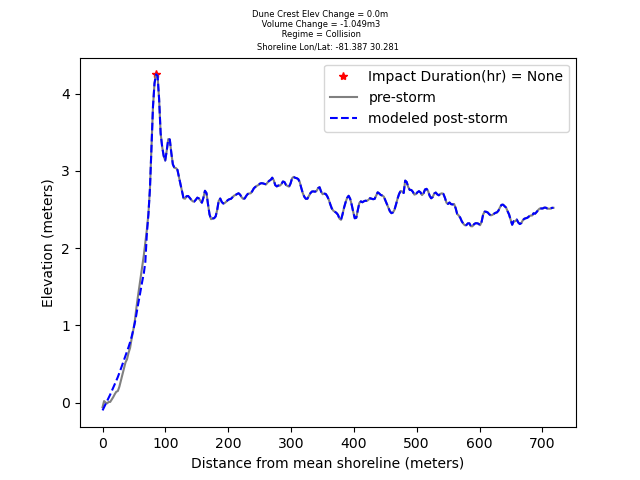 Dune Crest Elev Change = 0.0m
Volume Change = -1.049m3
Regime = Collision
Shoreline Lon/Lat: -81.387 30.281
Impact Duration(hr) = None
pre-storm
modeled post-storm
Elevation (meters)
4
3
2
1
0
0 100 200 300 400 500 600 700
Distance from mean shoreline (meters)